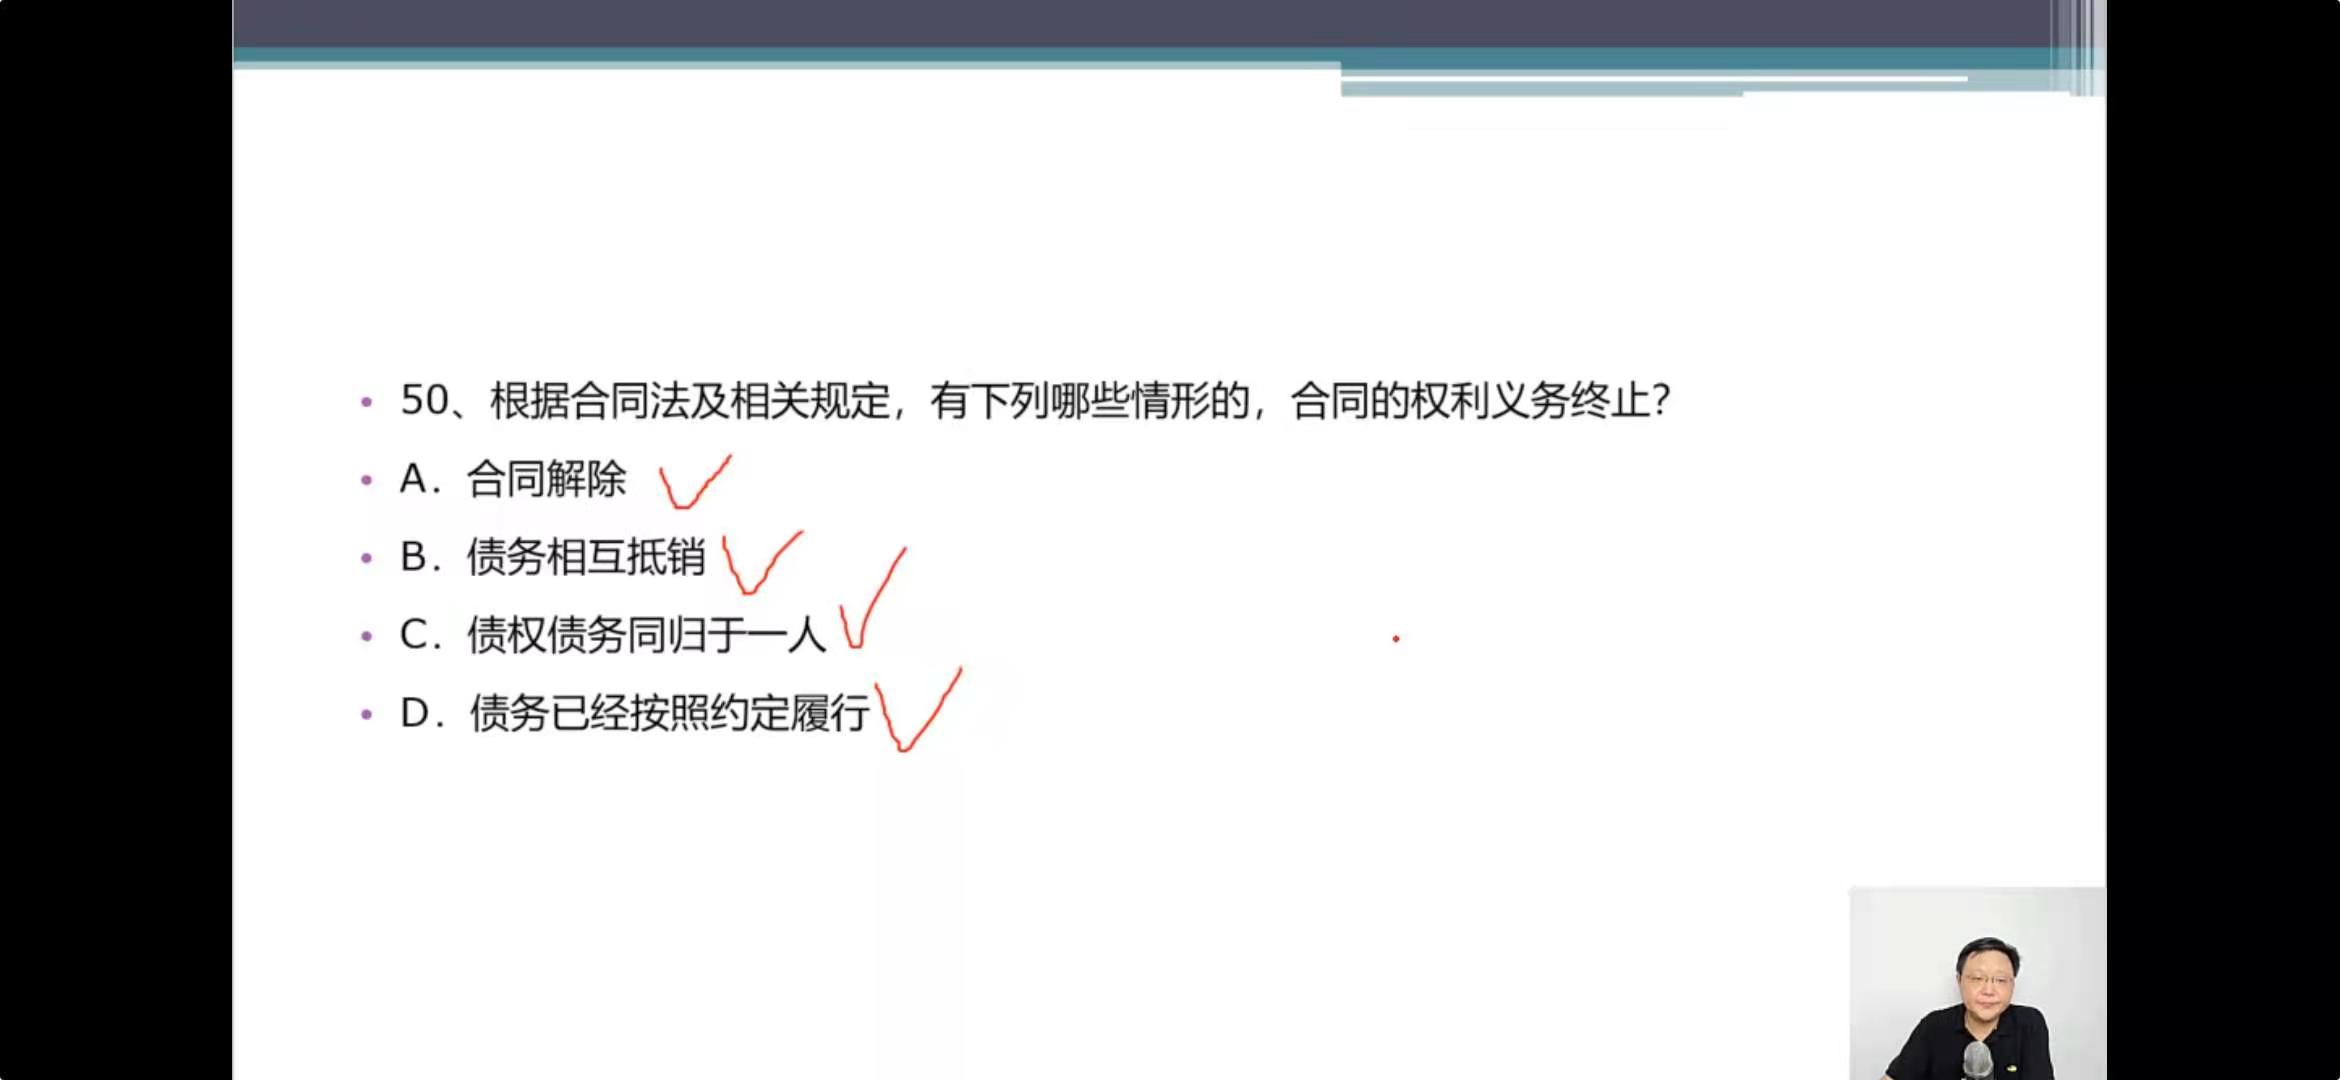 50、根据合同法及相关规定，有下列哪些情形的，合同的权利义务终止？
A．合同解除
B．债务相互抵销
C．债权债务同归于一人
D．债务已经按照约定履行